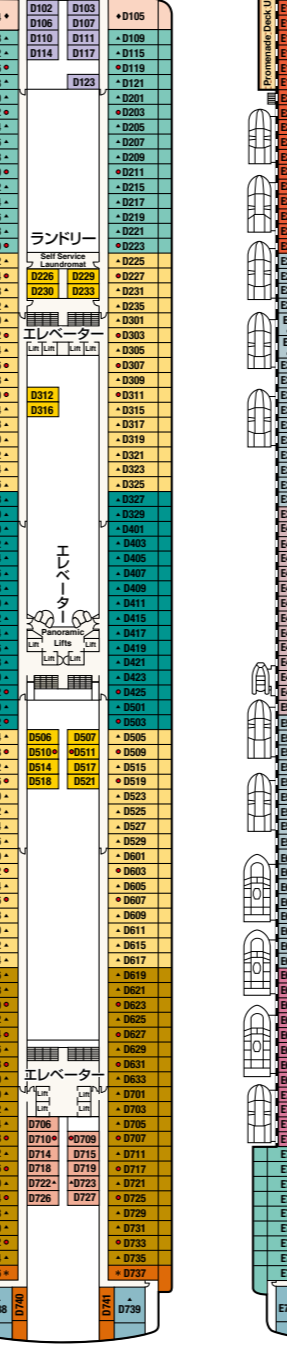 D102 D103
D106 D107
D110 D111
D114 D117
D123
ランドリー
Self Service
Laundromat
D226 D229
D230 D233
エレベーター
Lift Lift Lift Lift
D312
D316
エレベーター
Panoramic
Lifts
Lift Lift
Lift Lift
D506 D507
D510 D511
D514 D517
D518 D521
エレベーター
Lift Lift
Lift Lift
D706
D710 D709
D714 D715
D718 D719
D722 D723
D726 D727
D740 D741
D105
D109
D115
D119
D121
D201
D203
D205
D207
D209
D211
D215
D217
D219
D221
D223
D225
D227
D231
D235
D301
D303
D305
D307
D309
D311
D315
D317
D319
D321
D323
D325
D327
D329
D401
D403
D405
D407
D409
D411
D415
D417
D419
D421
D423
D425
D501
D503
D505
D509
D515
D519
D523
D525
D527
D529
D601
D603
D605
D607
D609
D611
D615
D617
D619
D621
D623
D625
D627
D629
D631
D633
D701
D703
D705
D707
D711
D717
D721
D725
D729
D731
D733
D735
D737
D739
Promenade Deck U